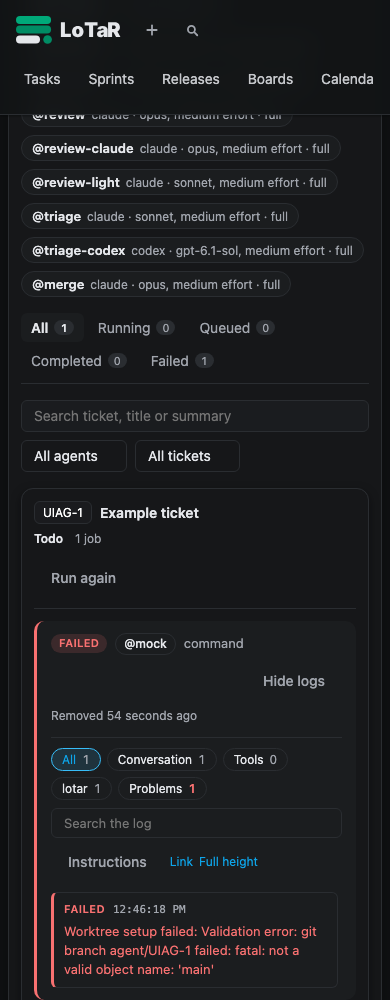 LoTaR
Tasks Sprints Releases Boards Calenda
@review claude · opus, medium effort · full
@review-claude claude · opus, medium effort · full
@review-light claude · sonnet, medium effort · full
@triage claude · sonnet, medium effort · full
@triage-codex codex · gpt-6.1-sol, medium effort · full
@merge claude · opus, medium effort · full
All 1 Running 0 Queued 0
Completed 0 Failed 1
Search ticket, title or summary
All agents All tickets
UIAG-1 Example ticket
Todo 1 job
Run again
FAILED @mock command
Hide logs
Removed 54 seconds ago
All 1 Conversation 1 Tools 0
lotar 1 Problems 1
Search the log
Instructions Link Full height
FAILED 12:46:18 PM
Worktree setup failed: Validation error: git
branch agent/UIAG-1 failed: fatal: not a
valid object name: 'main'